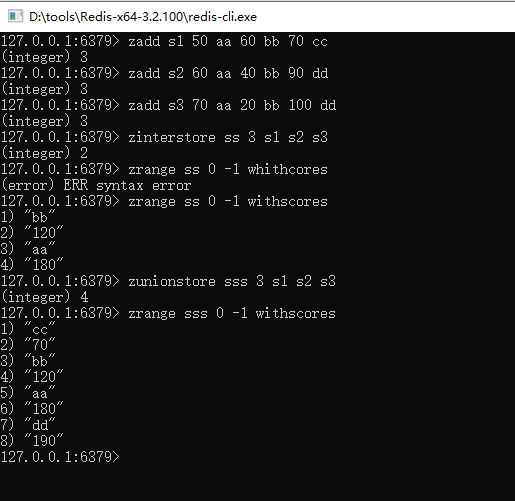 D:\tools\Redis-x64-3.2.100\redis-cli.exe
127.0.0.1:6379> zadd s1 50 aa 60 bb 70 cc
(integer) 3
127.0.0.1:6379> zadd s2 60 aa 40 bb 90 dd
(integer) 3
127.0.0.1:6379> zadd s3 70 aa 20 bb 100 dd
(integer) 3
127.0.0.1:6379> zinterstore ss 3 s1 s2 s3
(integer) 2
127.0.0.1:6379> zrange ss 0 -1 whithcores
(error) ERR syntax error
127.0.0.1:6379> zrange ss 0 -1 withscores
1) "bb"
2) "120"
3) "aa"
4) "180"
127.0.0.1:6379> zunionstore sss 3 s1 s2 s3
(integer) 4
127.0.0.1:6379> zrange sss 0 -1 withscores
1) "cc"
2) "70"
3) "bb"
4) "120"
5) "aa"
6) "180"
7) "dd"
8) "190"
127.0.0.1:6379>